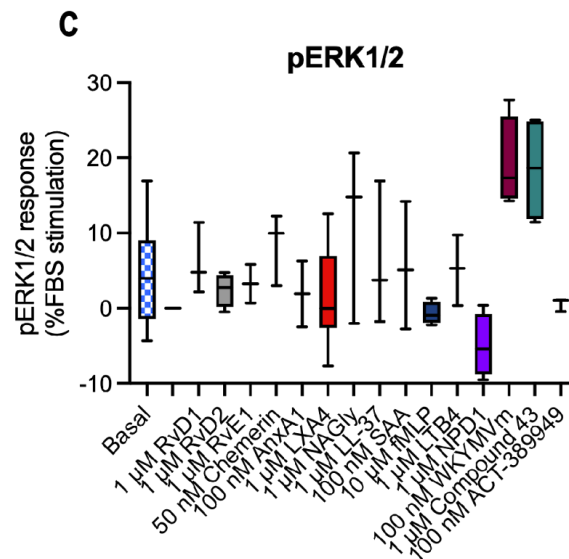 C
pERK1/2
pERK1/2 response
(%FBS stimulation)
30
20
10
0
-10
Basal
1 µM RvD1
1 µM RvD2
1 µM RvE1
50 nM Chemerin
100 nM AnxA1
1 µM LXA4
1 µM NAGly
1 µM LL-37
100 nM SAA
10 µM fMLP
1 µM LTB4
1 µM NPD1
100 nM WKYMVm
1 µM Compound 43
100 nM ACT-389949